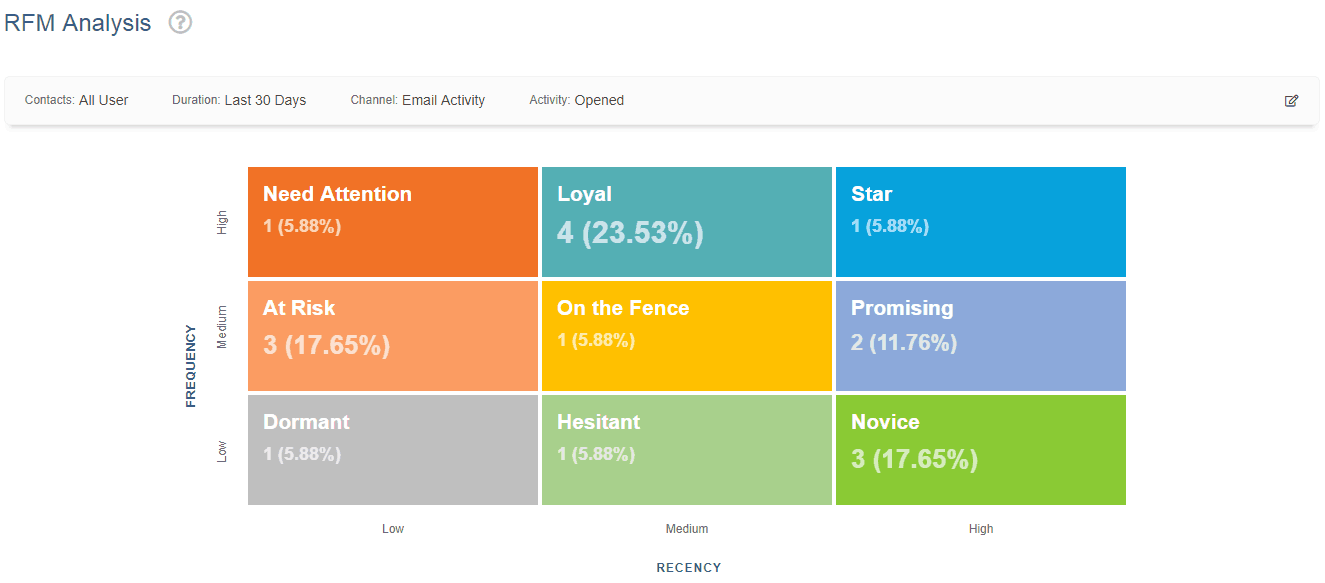 RFM Analysis ?
Contacts: All User Duration: Last 30 Days Channel: Email Activity Activity: Opened
FREQUENCY
High
Need Attention
1 (5.88%)
Loyal
4 (23.53%)
Star
1 (5.88%)
Medium
At Risk
3 (17.65%)
On the Fence
1 (5.88%)
Promising
2 (11.76%)
Low
Dormant
1 (5.88%)
Hesitant
1 (5.88%)
Novice
3 (17.65%)
Low Medium High
RECENCY